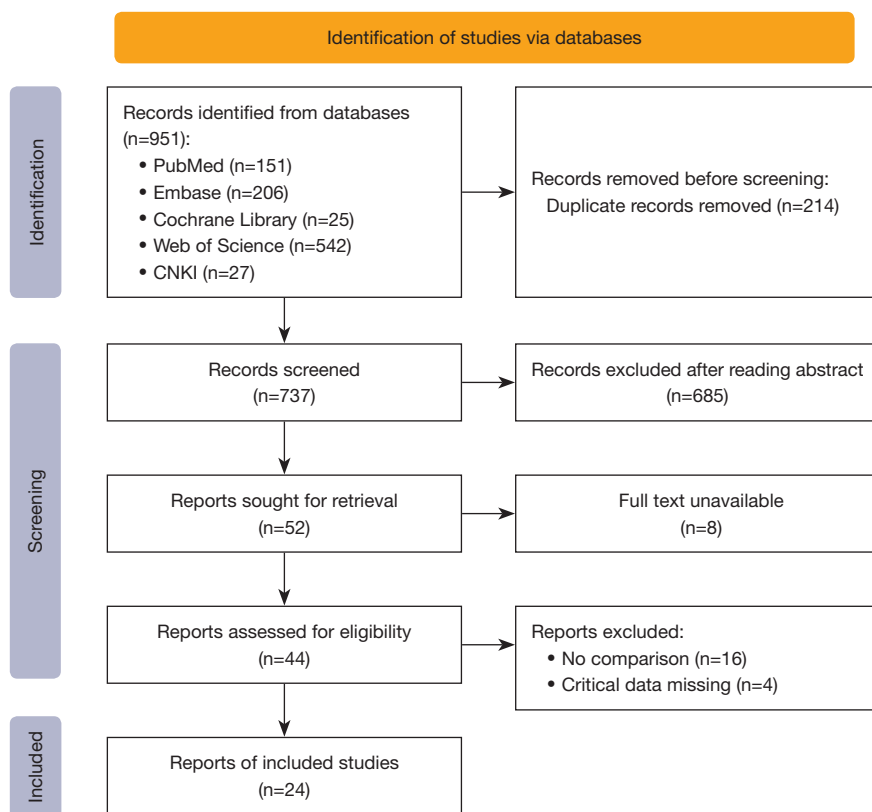 Identification of studies via databases
Identification
Records identified from databases
(n=951):
• PubMed (n=151)
• Embase (n=206)
• Cochrane Library (n=25)
• Web of Science (n=542)
• CNKI (n=27)
Records removed before screening:
Duplicate records removed (n=214)
Screening
Records screened
(n=737)
Records excluded after reading abstract
(n=685)
Reports sought for retrieval
(n=52)
Full text unavailable
(n=8)
Reports assessed for eligibility
(n=44)
Reports excluded:
• No comparison (n=16)
• Critical data missing (n=4)
Included
Reports of included studies
(n=24)